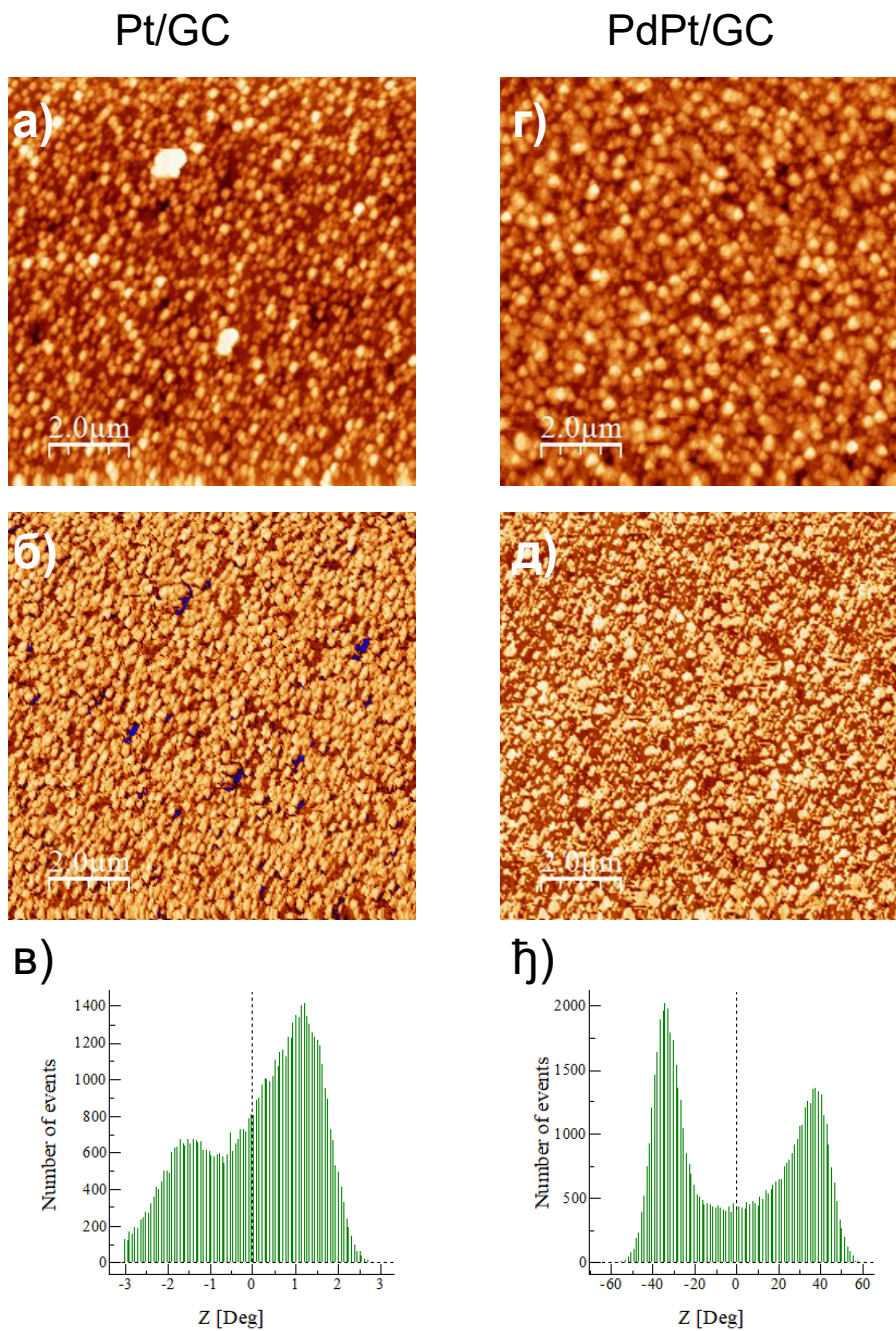 Pt/GC
PdPt/GC
а)
2.0µm
г)
2.0µm
б)
2.0µm
д)
2.0µm
в)
1400
1200
1000
800
600
400
200
0
-3
-2
-1
0
1
2
3
Number of events
Z [Deg]
ђ)
2000
1500
1000
500
0
-60
-40
-20
0
20
40
60
Number of events
Z [Deg]